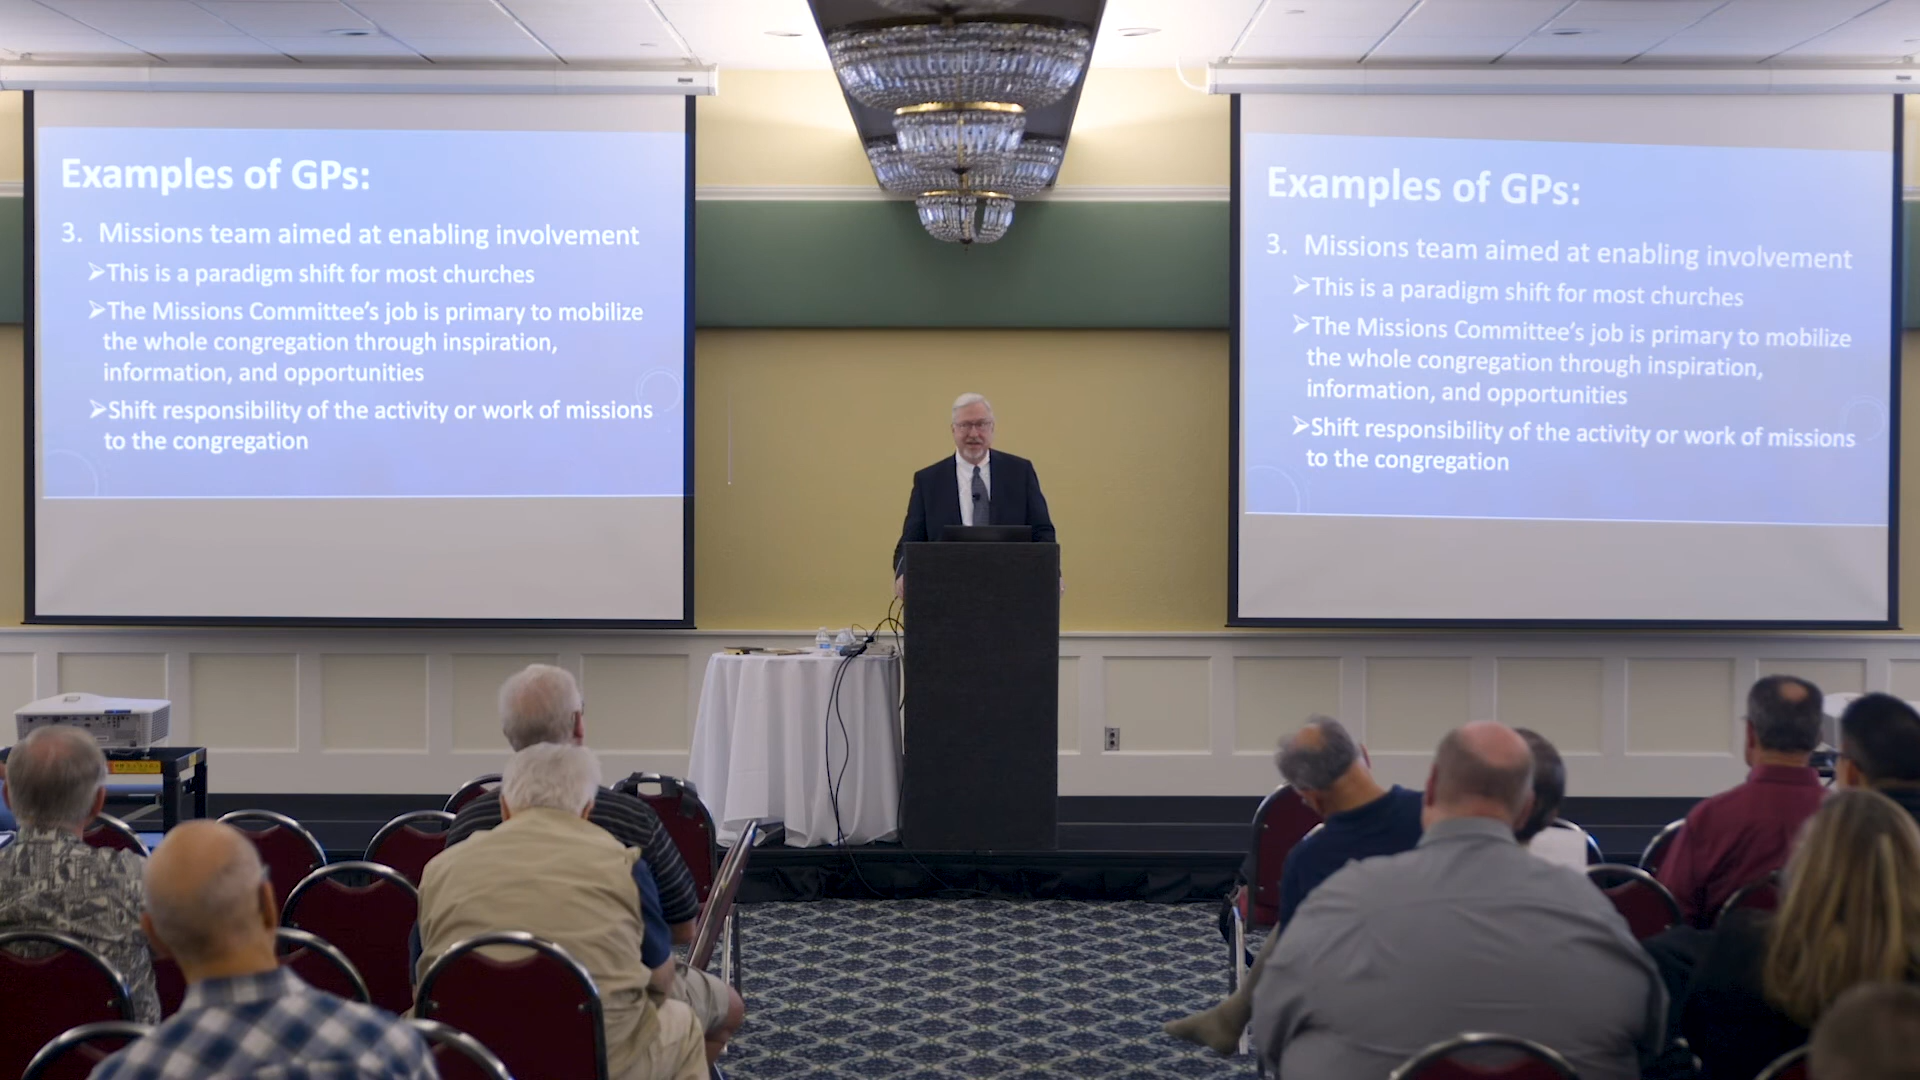 Examples of GPs:
3. Missions team aimed at enabling involvement
➢This is a paradigm shift for most churches
➢The Missions Committee's job is primary to mobilize
the whole congregation through inspiration,
information, and opportunities
➢Shift responsibility of the activity or work of missions
to the congregation
Examples of GPs:
3. Missions team aimed at enabling involvement
➢This is a paradigm shift for most churches
➢The Missions Committee's job is primary to mobilize
the whole congregation through inspiration,
information, and opportunities
➢Shift responsibility of the activity or work of missions
to the congregation